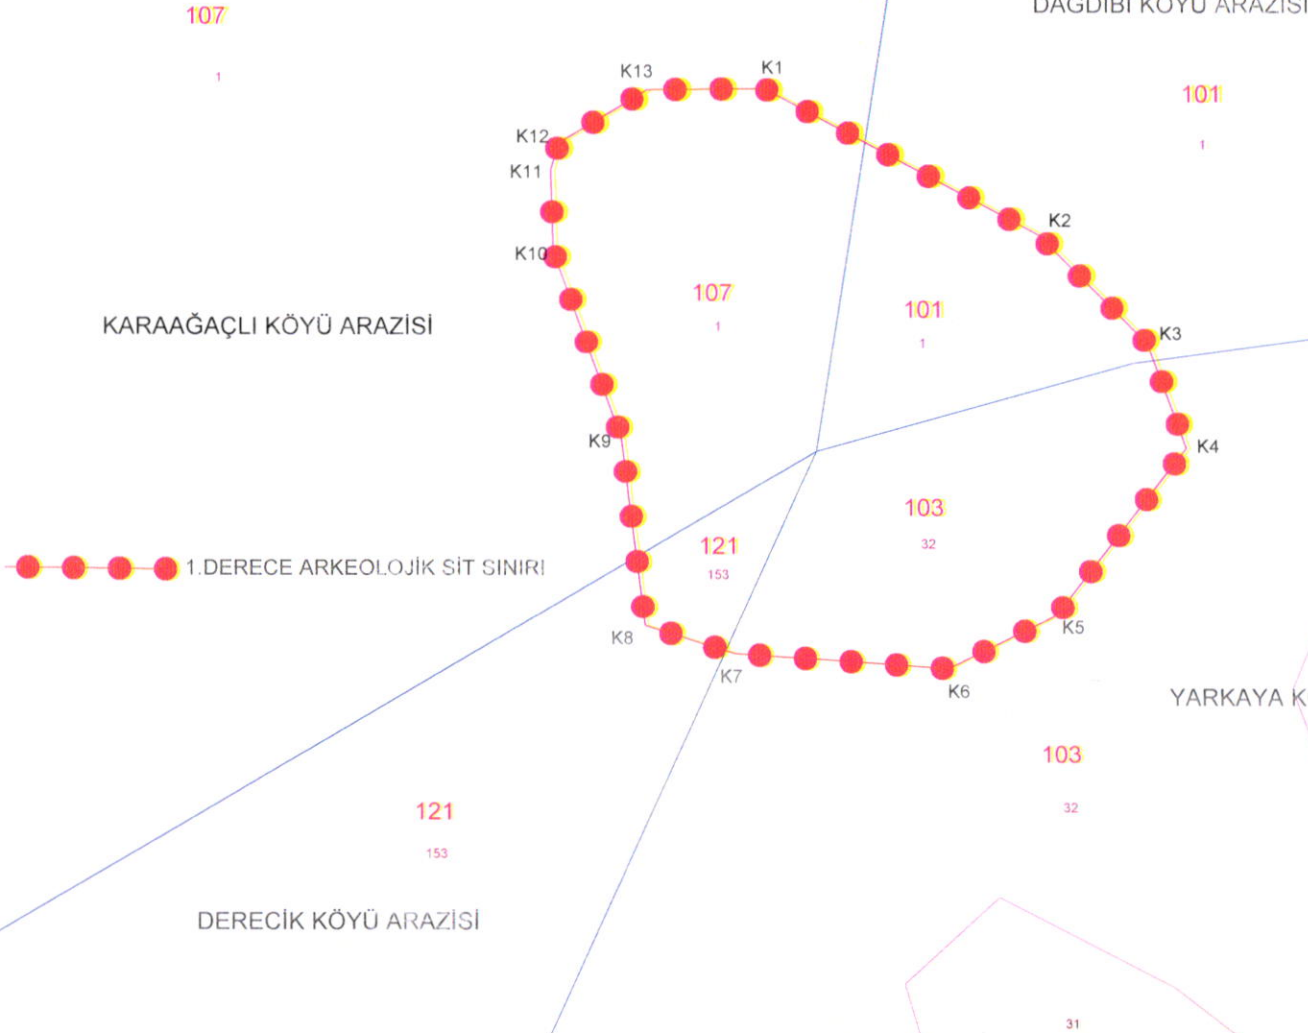 107
DAĞDİBİ KÖYÜ ARAZİSİ
1
K13
K1
101
K12
1
K11
K2
K10
107
101
KARAAĞAÇLI KÖYÜ ARAZİSİ
1
K3
1
K9
K4
103
121
32
1.DERECE ARKEOLOJİK SİT SINIRI
153
K8
K5
K7
K6
YARKAYA K
103
121
32
153
DERECİK KÖYÜ ARAZİSİ
31